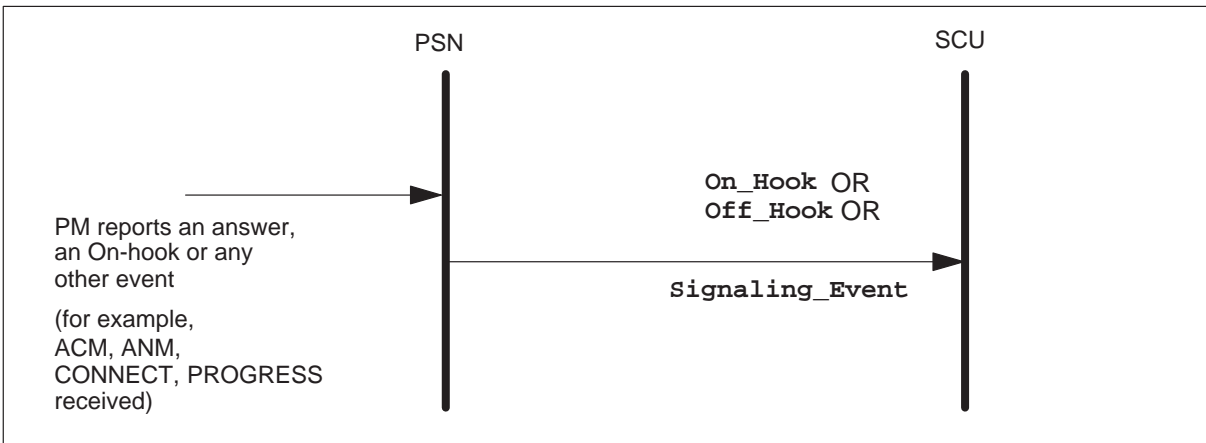 PSN
SCU
On_Hook OR
Off_Hook OR
PM reports an answer,
an On-hook or any
other event
Signaling_Event
(for example,
ACM, ANM,
CONNECT, PROGRESS
received)